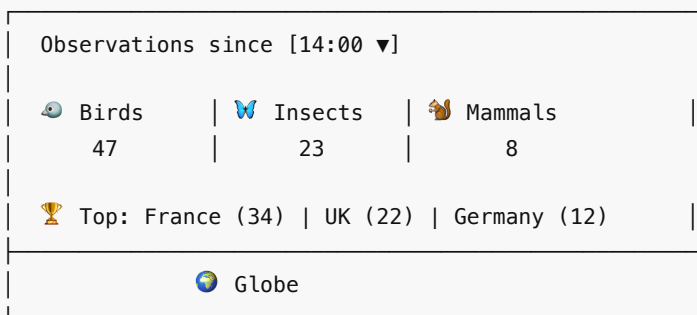 Observations since [14:00 ▼]
🐦 Birds | 🦋 Insects | 🐿️ Mammals |
47 | 23 | 8
🏆 Top: France (34) | UK (22) | Germany (12) |
🌍 Globe